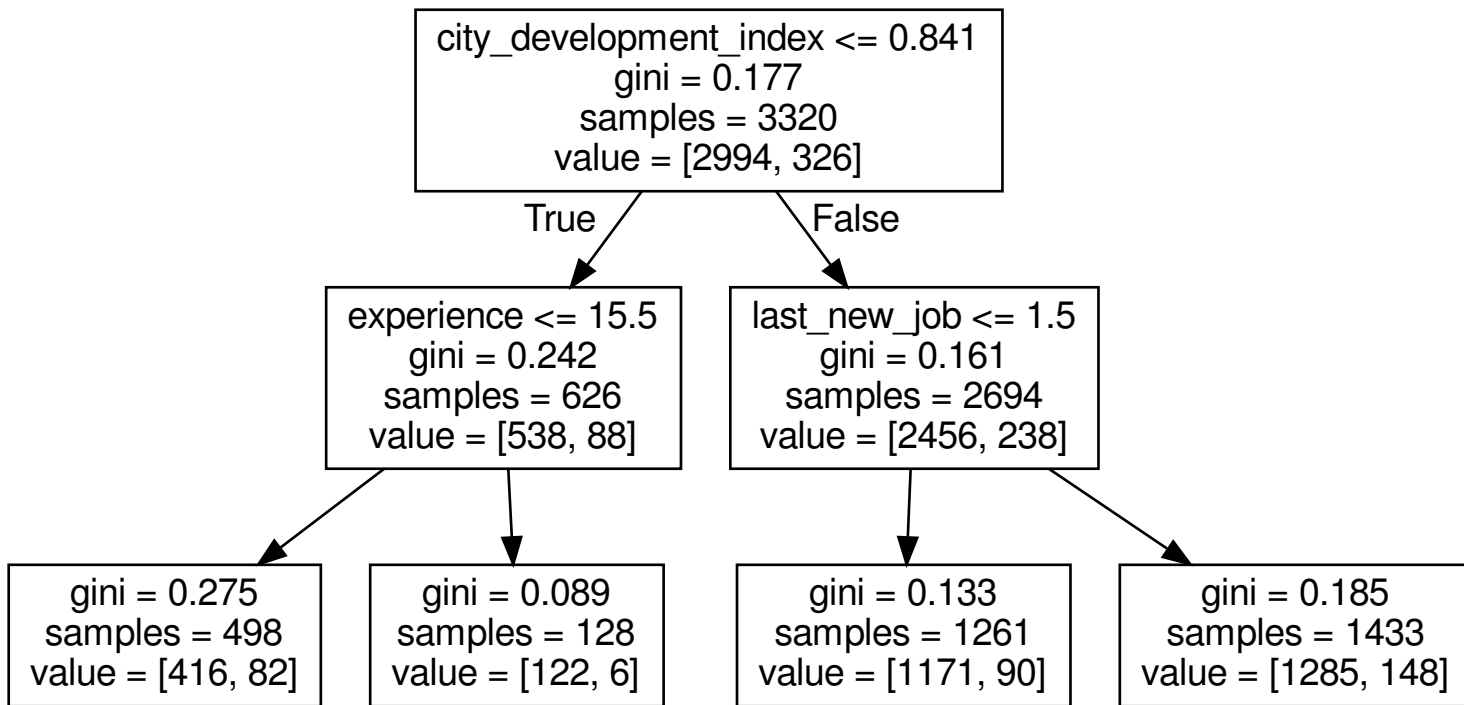 city_development_index <= 0.841
gini = 0.177
samples = 3320
value = [2994, 326]
True
False
experience <= 15.5
gini = 0.242
samples = 626
value = [538, 88]
last_new_job <= 1.5
gini = 0.161
samples = 2694
value = [2456, 238]
gini = 0.275
samples = 498
value = [416, 82]
gini = 0.089
samples = 128
value = [122, 6]
gini = 0.133
samples = 1261
value = [1171, 90]
gini = 0.185
samples = 1433
value = [1285, 148]